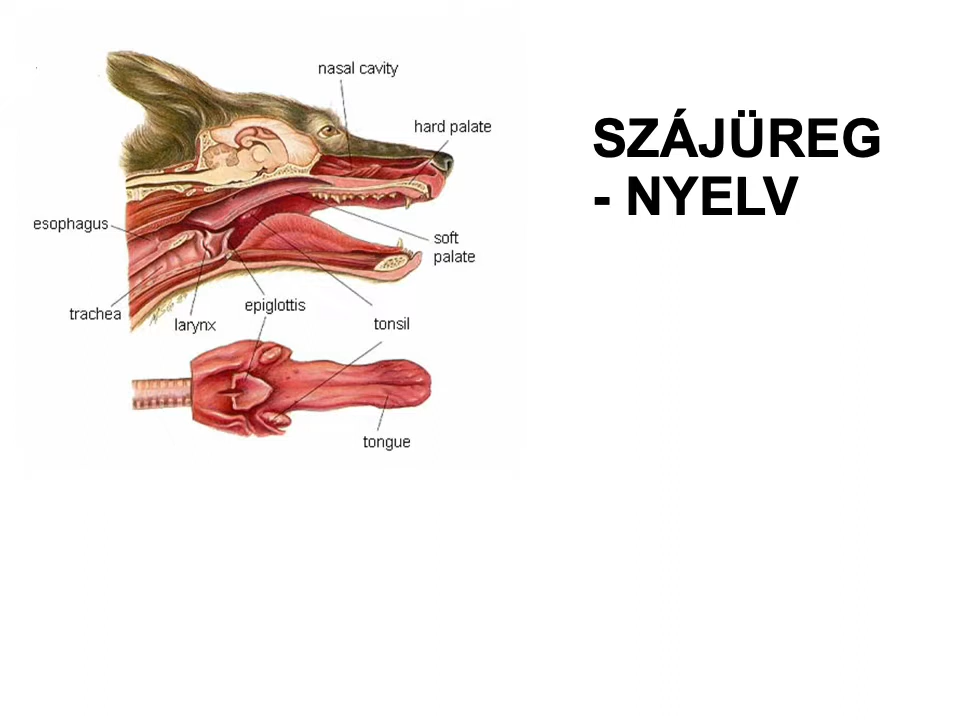 nasal cavity
hard palate
esophagus
soft
palate
trachea
larynx
epiglottis
tonsil
tongue
SZÁJÜREG
- NYELV